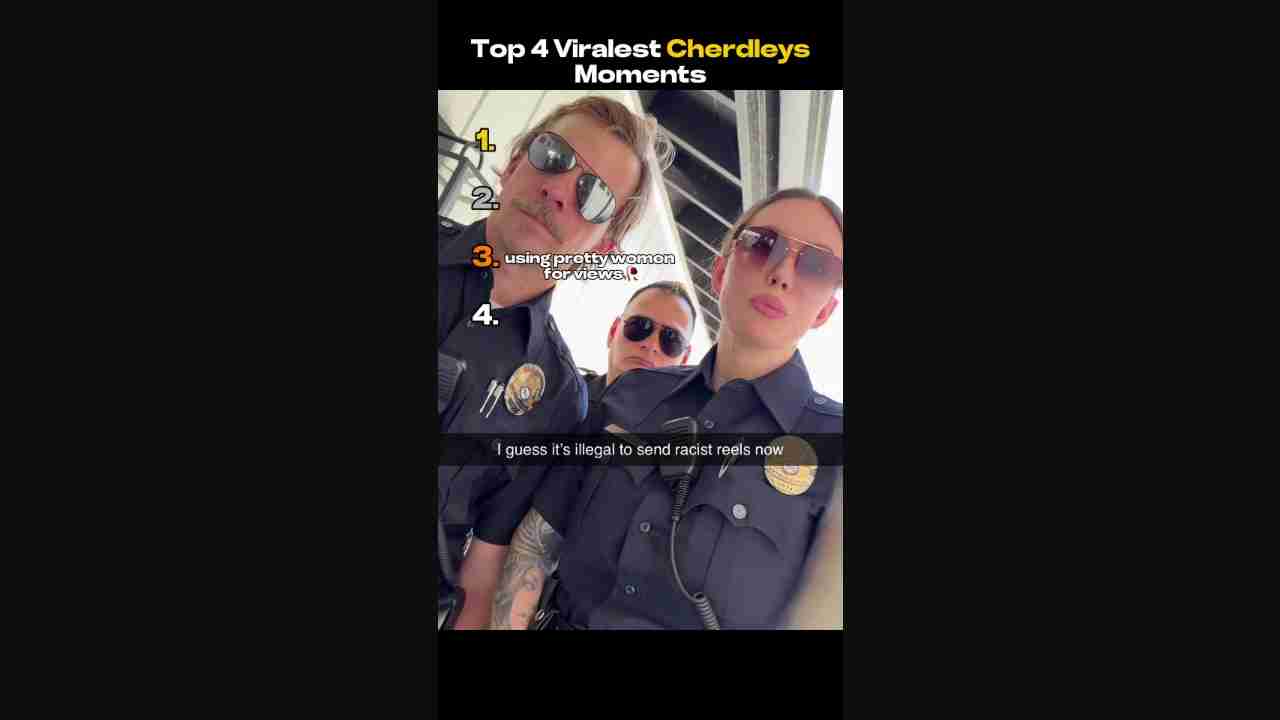 Top 4 Viralest Cherdleys
Moments
1.
2.
3. using pretty women
for views🥀
4.
I guess it's illegal to send racist reels now